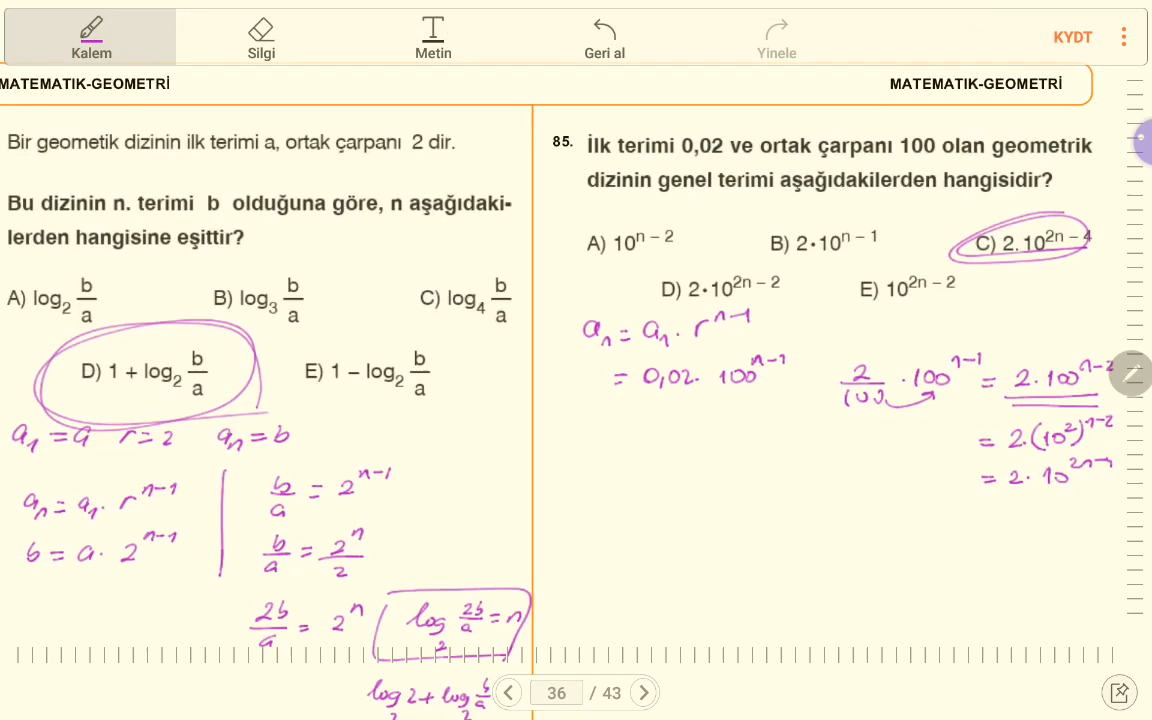 Kalem Silgi Metin Geri al Yinele KYDT
MATEMATIK-GEOMETRİ
MATEMATIK-GEOMETRİ
Bir geometik dizinin ilk terimi a, ortak çarpanı 2 dir.
Bu dizinin n. terimi b olduğuna göre, n aşağıdaki-
lerden hangisine eşittir?
A) log₂ b/a B) log₃ b/a C) log₄ b/a
D) 1 + log₂ b/a E) 1 – log₂ b/a
a₁ = a r = 2 aₙ = b
aₙ = a₁ · r^(n-1)
b = a · 2^(n-1)
b/a = 2^(n-1)
b/a = 2^n/2
2b/a = 2^n
log₂ 2b/a = n
log₂ 2 + log₂ b/a
85. İlk terimi 0,02 ve ortak çarpanı 100 olan geometrik
dizinin genel terimi aşağıdakilerden hangisidir?
A) 10^(n – 2) B) 2·10^(n – 1) C) 2.10^(2n – 4)
D) 2·10^(2n – 2) E) 10^(2n – 2)
aₙ = a₁ · r^(n-1)
= 0,02 · 100^(n-1)
2/100 · 100^(n-1) = 2·100^(n-2)
= 2·(10²)^(n-2)
= 2·10^(2n-4)
36 / 43